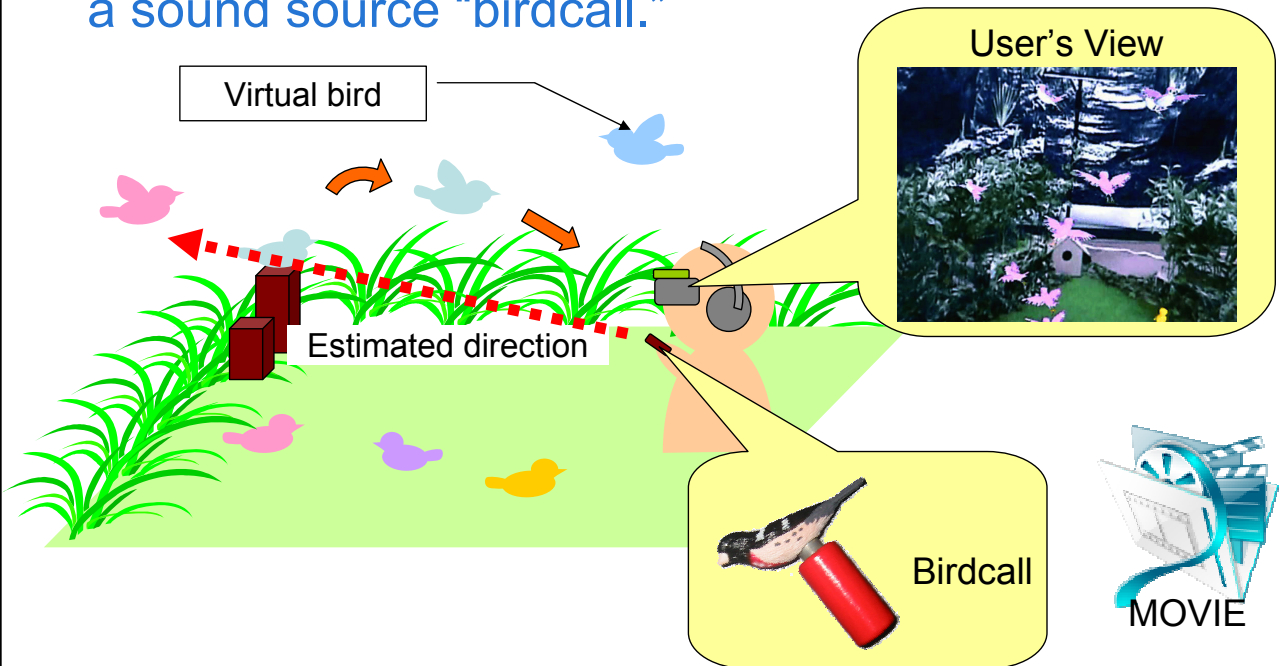 a sound source “birdcall.”
User’s View
Virtual bird
Estimated direction
Birdcall
MOVIE